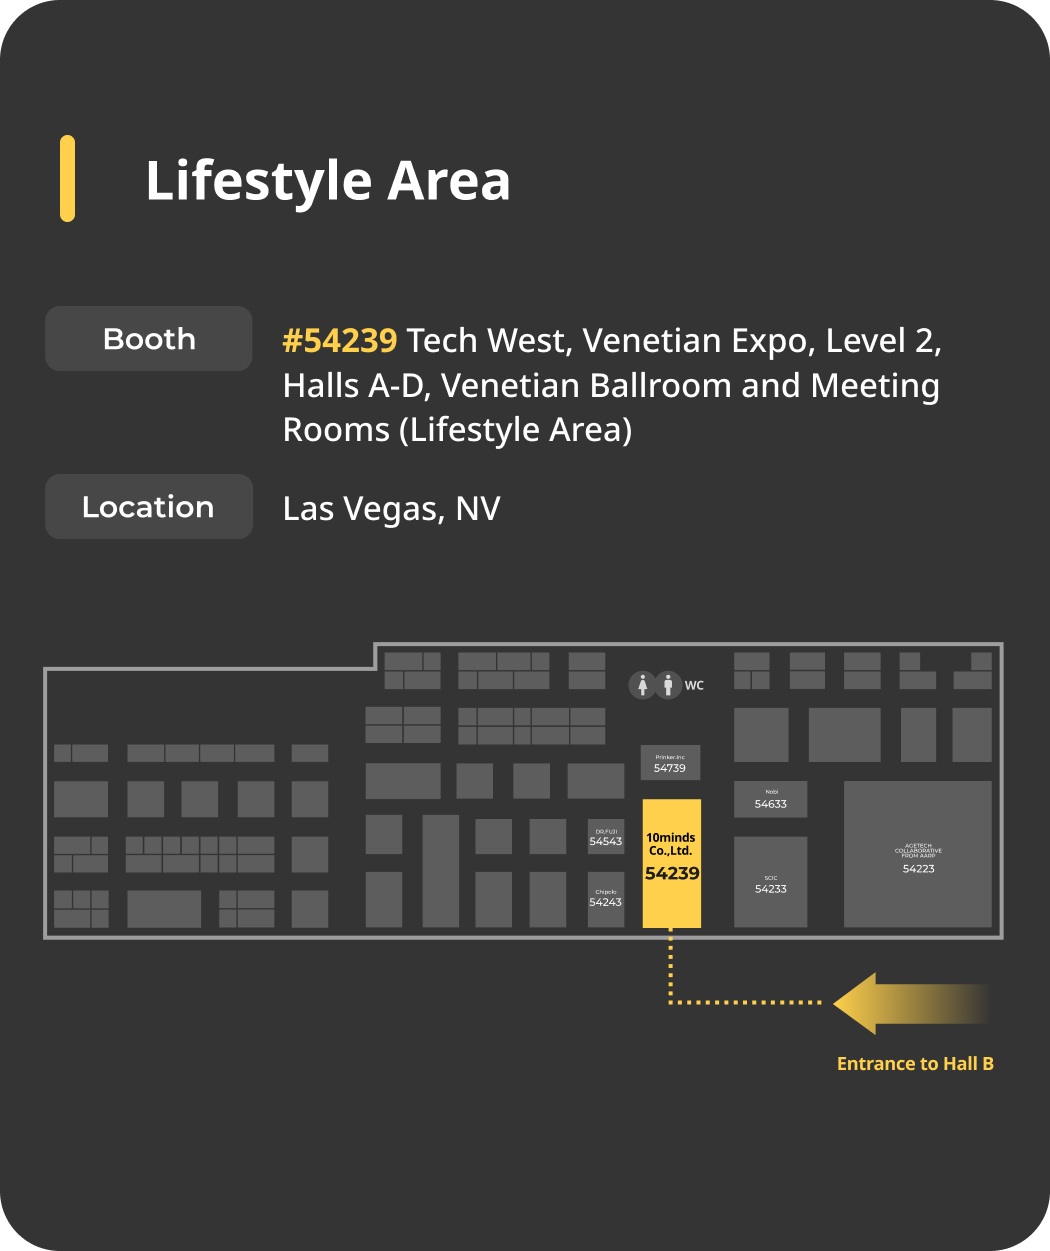 Lifestyle Area
Booth
#54239 Tech West, Venetian Expo, Level 2,
Halls A-D, Venetian Ballroom and Meeting
Rooms (Lifestyle Area)
Location
Las Vegas, NV
WC
Prinker.Inc
54739
Nobi
54633
DR.FUJI
54543
10minds
Co.,Ltd.
54239
AGETECH
COLLABORATIVE
FROM AARP
54223
SCIC
54233
Chipolo
54243
Entrance to Hall B